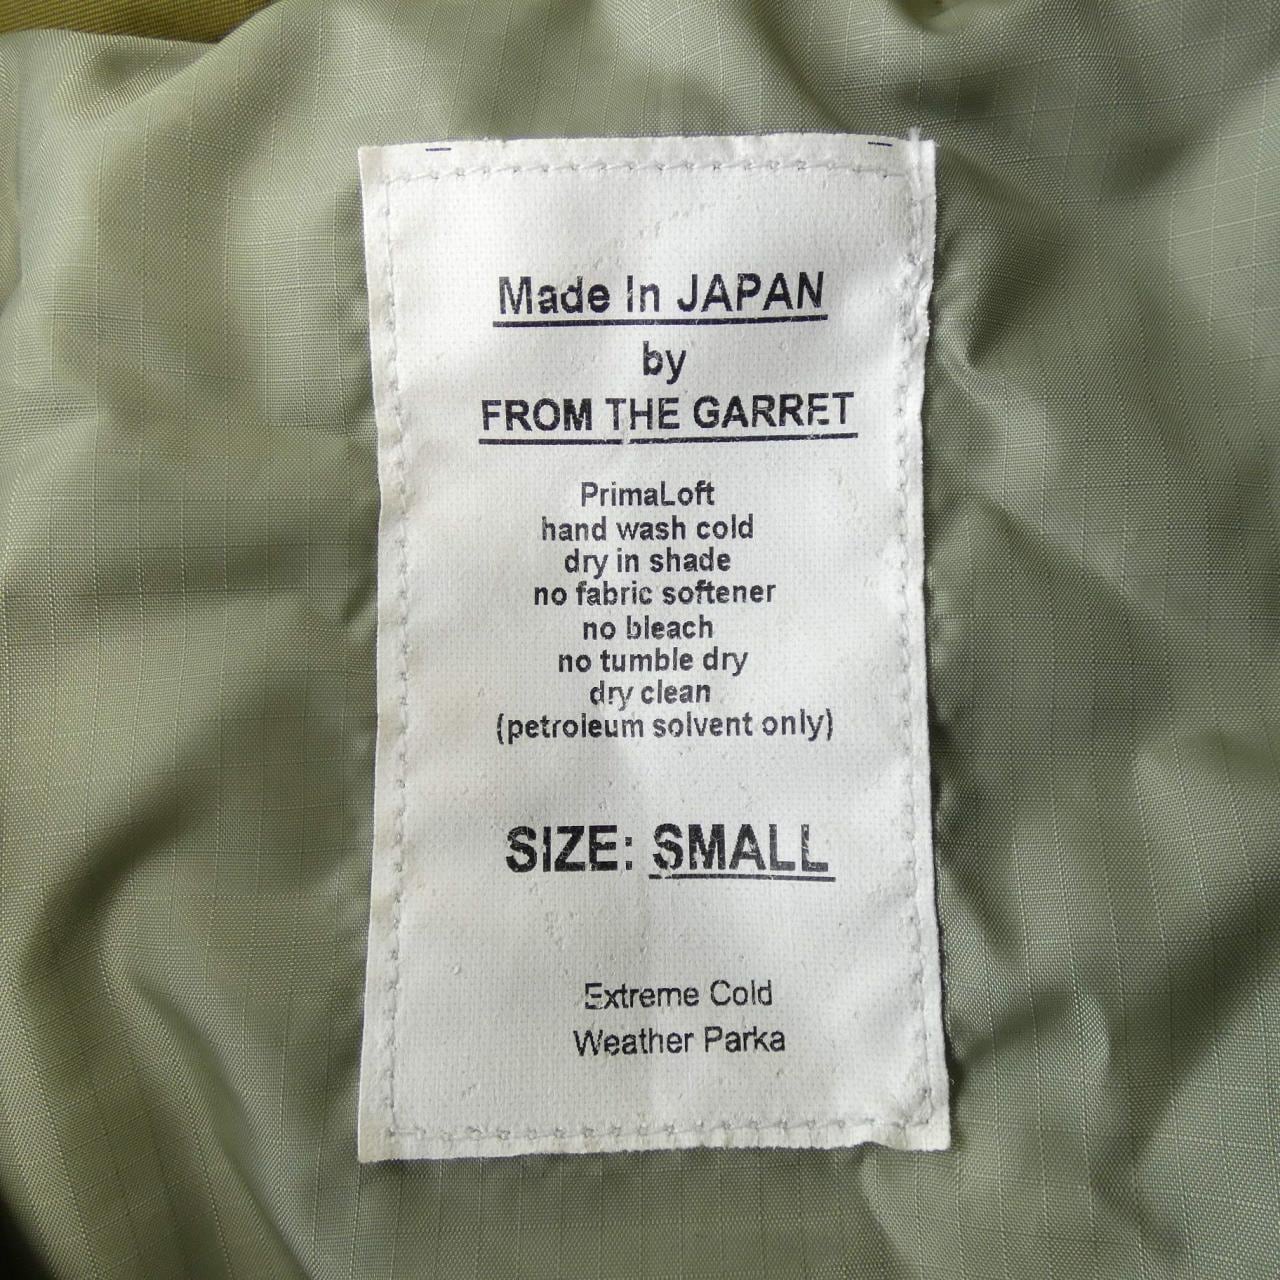 Made In JAPAN
by
FROM THE GARRET
PrimaLoft
hand wash cold
dry in shade
no fabric softener
no bleach
no tumble dry
dry clean
(petroleum solvent only)
SIZE: SMALL
Extreme Cold
Weather Parka